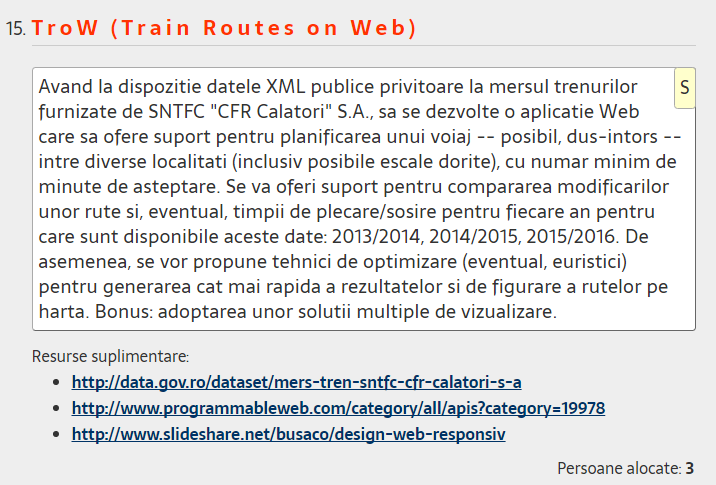 15. TroW (Train Routes on Web)
Avand la dispozitie datele XML publice privitoare la mersul trenurilor
S
furnizate de SNTFC "CFR Calatori" S.A., sa se dezvolte o aplicatie Web
care sa ofere suport pentru planificarea unui voiaj -- posibil, dus-intors --
intre diverse localitati (inclusiv posibile escale dorite), cu numar minim de
minute de asteptare. Se va oferi suport pentru compararea modificarilor
unor rute si, eventual, timpii de plecare/sosire pentru fiecare an pentru
care sunt disponibile aceste date: 2013/2014, 2014/2015, 2015/2016. De
asemenea, se vor propune tehnici de optimizare (eventual, euristici)
pentru generarea cat mai rapida a rezultatelor si de figurare a rutelor pe
harta. Bonus: adoptarea unor solutii multiple de vizualizare.
Resurse suplimentare:
http://data.gov.ro/dataset/mers-tren-sntfc-cfr-calatori-s-a
http://www.programmableweb.com/category/all/apis?category=19978
http://www.slideshare.net/busaco/design-web-responsiv
Persoane alocate: 3